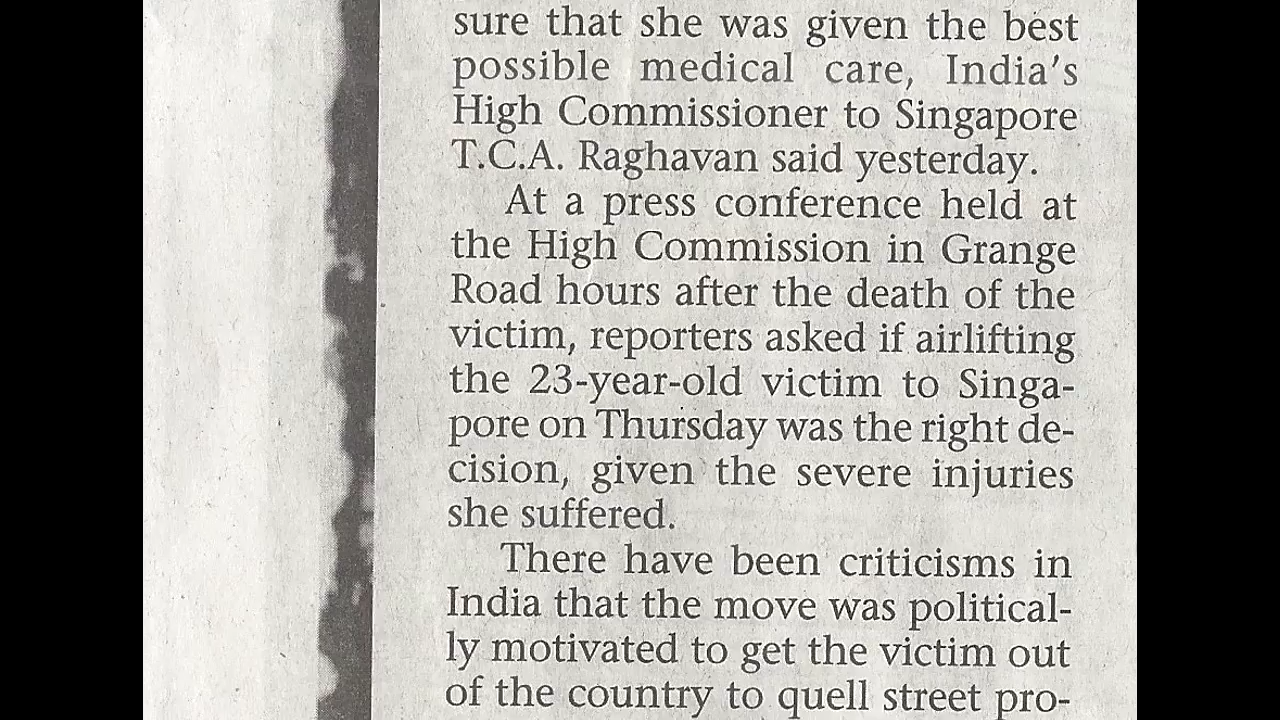 sure that she was given the best
possible medical care, India's
High Commissioner to Singapore
T.C.A. Raghavan said yesterday.
At a press conference held at
the High Commission in Grange
Road hours after the death of the
victim, reporters asked if airlifting
the 23-year-old victim to Singa-
pore on Thursday was the right de-
cision, given the severe injuries
she suffered.
There have been criticisms in
India that the move was political-
ly motivated to get the victim out
of the country to quell street pro-